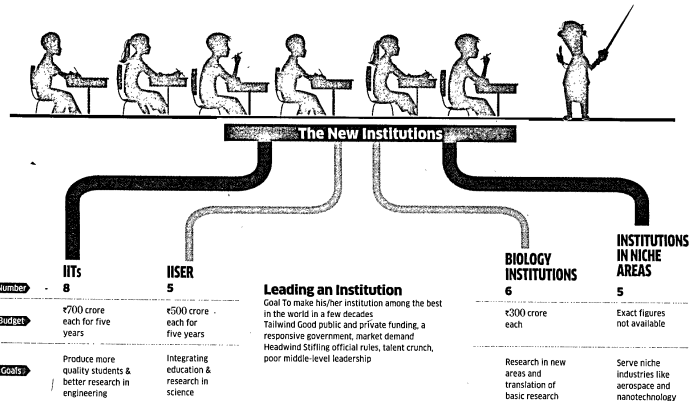 The New Institutions
IITs
IISER
BIOLOGY
INSTITUTIONS
INSTITUTIONS
IN NICHE
AREAS
Number
8
5
6
5
Budget
₹700 crore
each for five
years
₹500 crore
each for
five years
₹300 crore
each
Exact figures
not available
Goals
Produce more
quality students &
better research in
engineering
Integrating
education &
research in
science
Research in new
areas and
translation of
basic research
Serve niche
industries like
aerospace and
nanotechnology
Leading an Institution
Goal To make his/her institution among the best
in the world in a few decades
Tailwind Good public and private funding, a
responsive government, market demand
Headwind Stifling official rules, talent crunch,
poor middle-level leadership